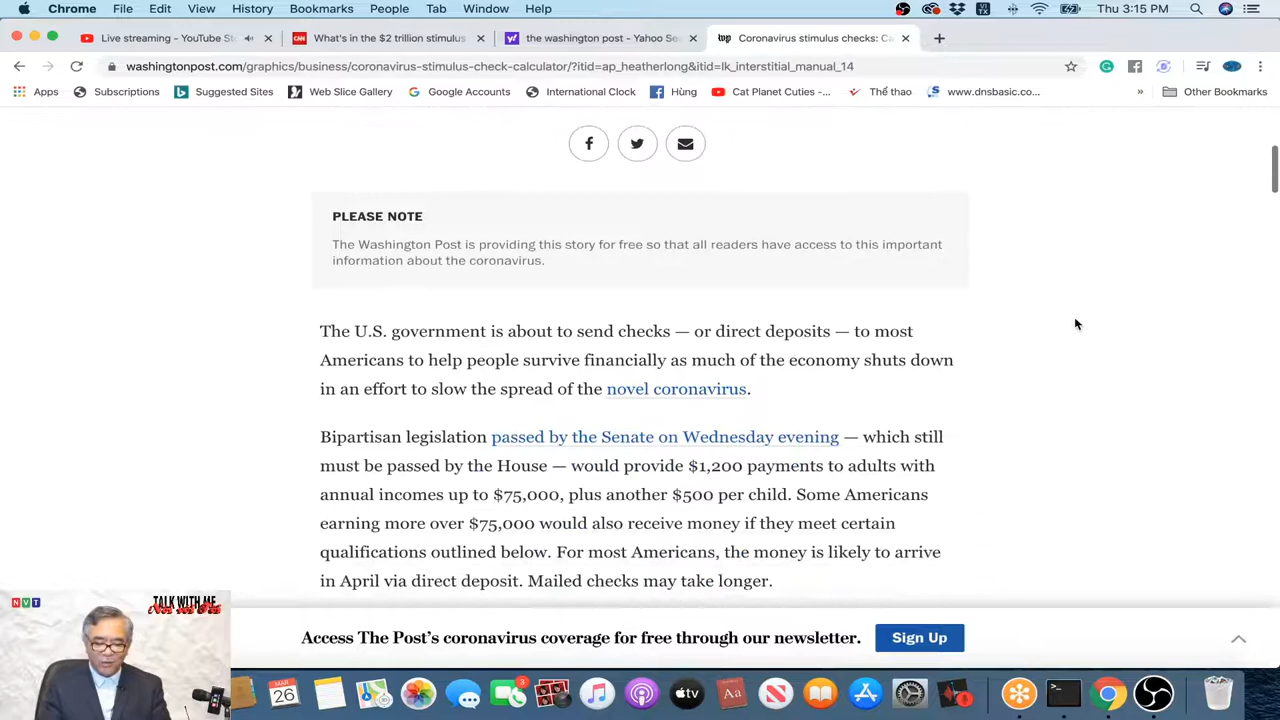 Chrome File Edit View History Bookmarks People Tab Window Help Thu 3:15 PM
Live streaming - YouTube St
What's in the $2 trillion stimulus
the washington post - Yahoo Se
Coronavirus stimulus checks: Ca
washingtonpost.com/graphics/business/coronavirus-stimulus-check-calculator/?itid=ap_heatherlong&itid=lk_interstitial_manual_14
Apps Subscriptions Suggested Sites Web Slice Gallery Google Accounts International Clock Hùng Cat Planet Cuties -... Thể thao www.dnsbasic.co... » Other Bookmarks
PLEASE NOTE
The Washington Post is providing this story for free so that all readers have access to this important
information about the coronavirus.
The U.S. government is about to send checks — or direct deposits — to most
Americans to help people survive financially as much of the economy shuts down
in an effort to slow the spread of the novel coronavirus.
Bipartisan legislation passed by the Senate on Wednesday evening — which still
must be passed by the House — would provide $1,200 payments to adults with
annual incomes up to $75,000, plus another $500 per child. Some Americans
earning more over $75,000 would also receive money if they meet certain
qualifications outlined below. For most Americans, the money is likely to arrive
in April via direct deposit. Mailed checks may take longer.
NVT
TALK WITH ME
Access The Post's coronavirus coverage for free through our newsletter. Sign Up
MAR
26
3
tv
Aa